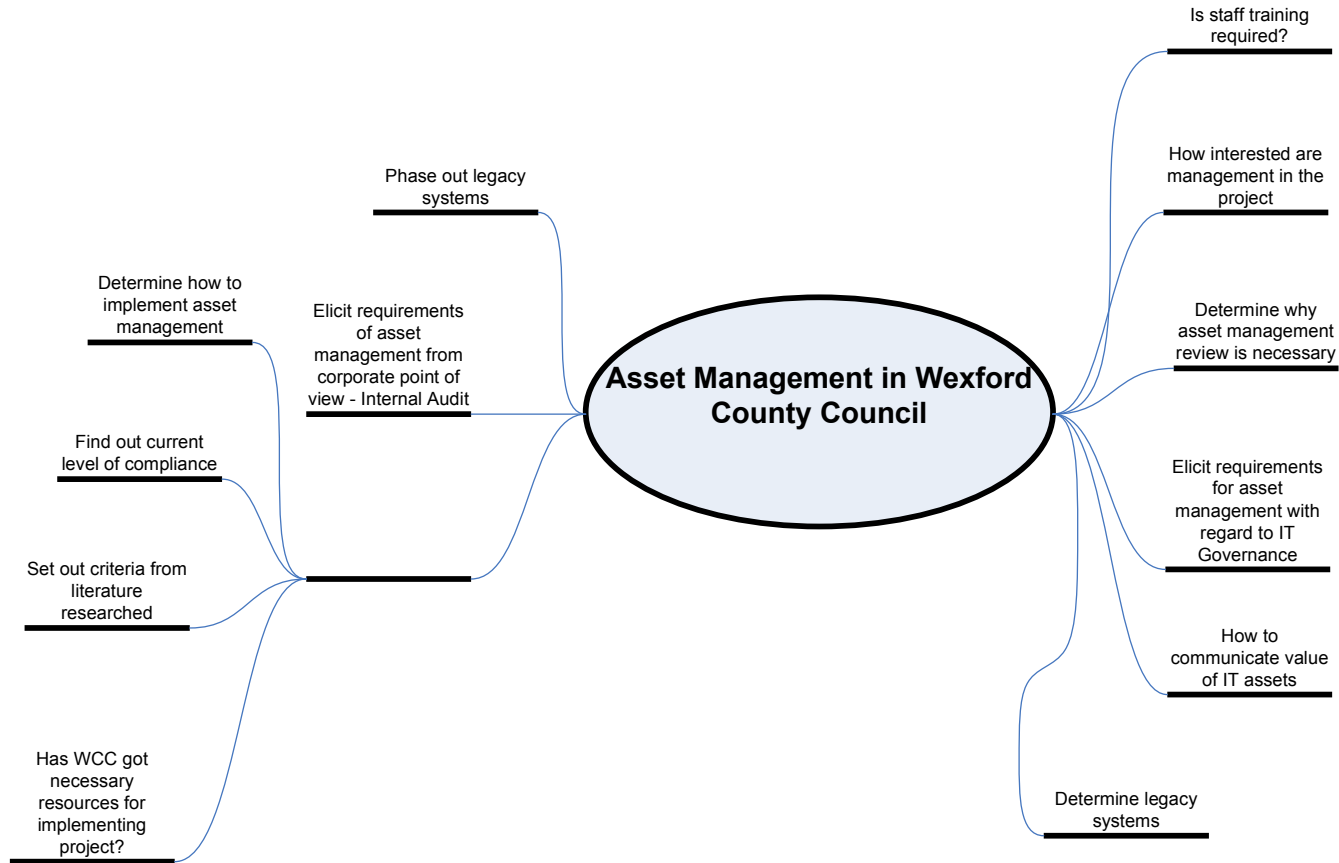 Is staff training
required?
How interested are
management in the
project
Phase out legacy
systems
Determine how to
implement asset
management
Elicit requirements
of asset
management from
corporate point of
view - Internal Audit
Determine why
asset management
review is necessary
Asset Management in Wexford
County Council
Find out current
level of compliance
Elicit requirements
for asset
management with
regard to IT
Governance
Set out criteria from
literature
researched
How to
communicate value
of IT assets
Has WCC got
necessary
resources for
implementing
project?
Determine legacy
systems